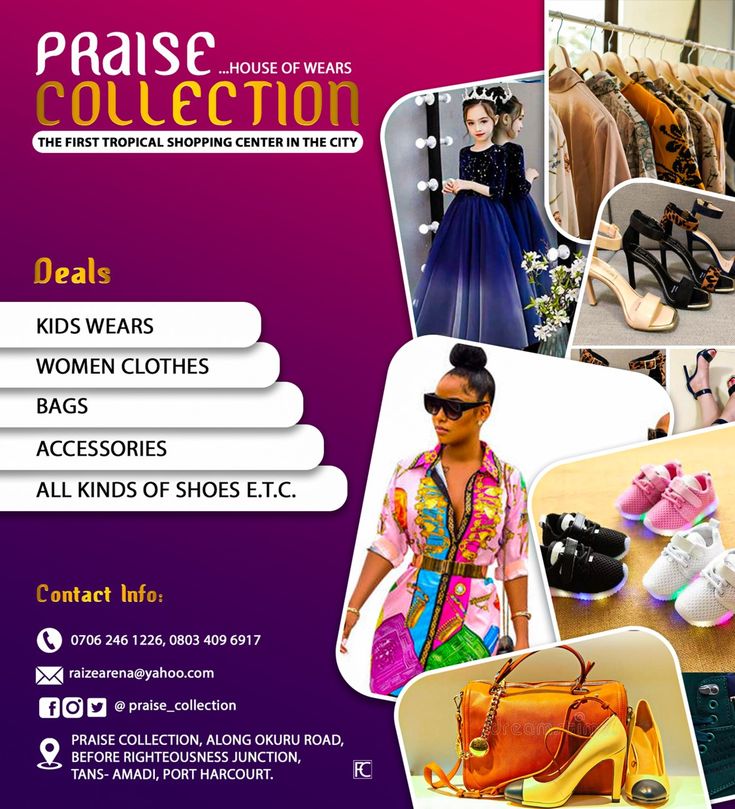 PRAISE
...HOUSE OF WEARS
COLLECTION
THE FIRST TROPICAL SHOPPING CENTER IN THE CITY
Deals
KIDS WEARS
WOMEN CLOTHES
BAGS
ACCESSORIES
ALL KINDS OF SHOES E.T.C.
Contact Info:
0706 246 1226, 0803 409 6917
raizearena@yahoo.com
@ praise_collection
PRAISE COLLECTION, ALONG OKURU ROAD,
BEFORE RIGHTEOUSNESS JUNCTION,
TANS- AMADI, PORT HARCOURT.